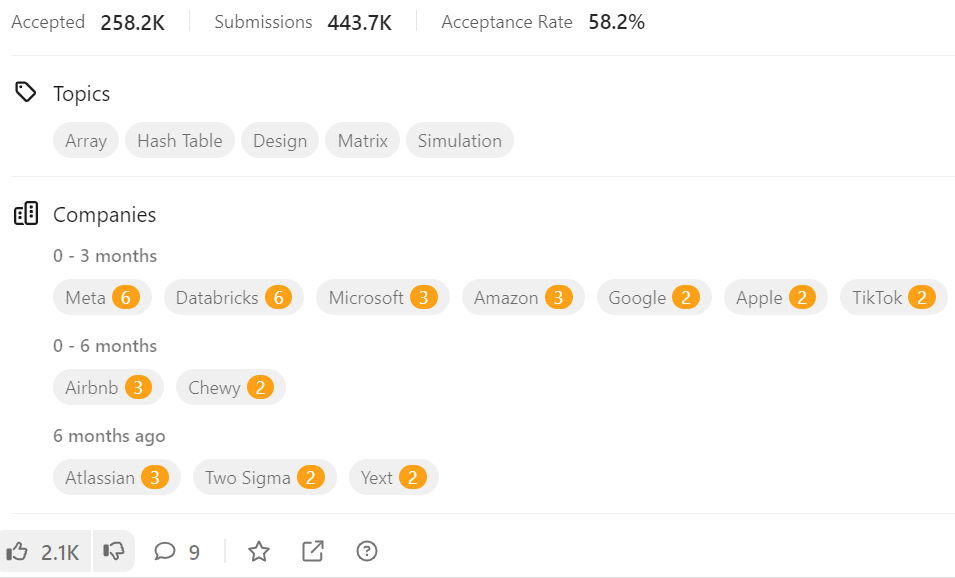 Accepted 258.2K Submissions 443.7K Acceptance Rate 58.2%
Topics
Array Hash Table Design Matrix Simulation
Companies
0 - 3 months
Meta 6 Databricks 6 Microsoft 3 Amazon 3 Google 2 Apple 2 TikTok 2
0 - 6 months
Airbnb 3 Chewy 2
6 months ago
Atlassian 3 Two Sigma 2 Yext 2
2.1K 9